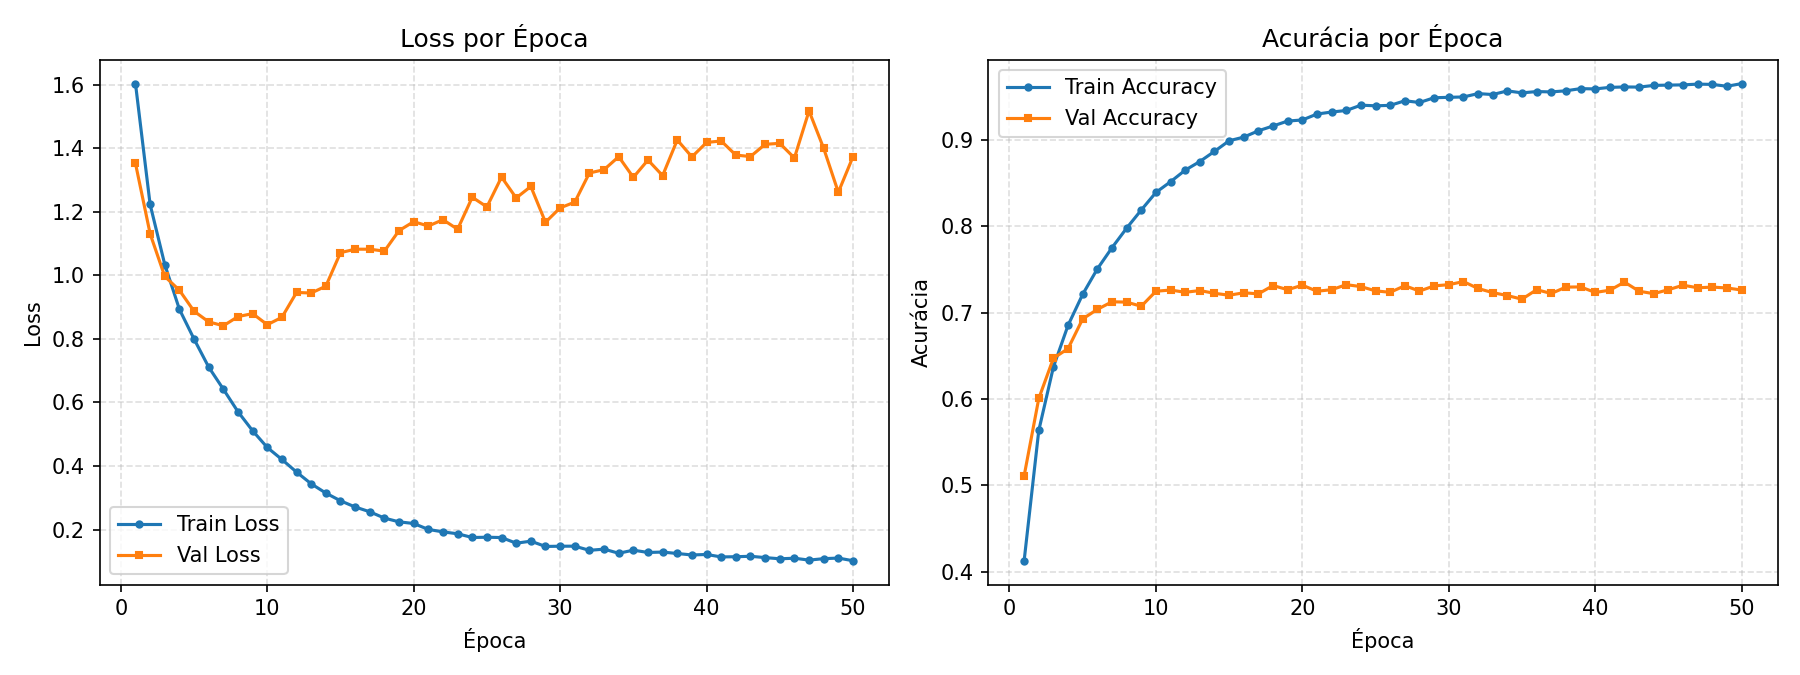 Loss por Época
Loss
1.6
1.4
1.2
1.0
0.8
0.6
0.4
0.2
Train Loss
Val Loss
0 10 20 30 40 50
Época
Acurácia por Época
Acurácia
Train Accuracy
Val Accuracy
0.9
0.8
0.7
0.6
0.5
0.4
0 10 20 30 40 50
Época